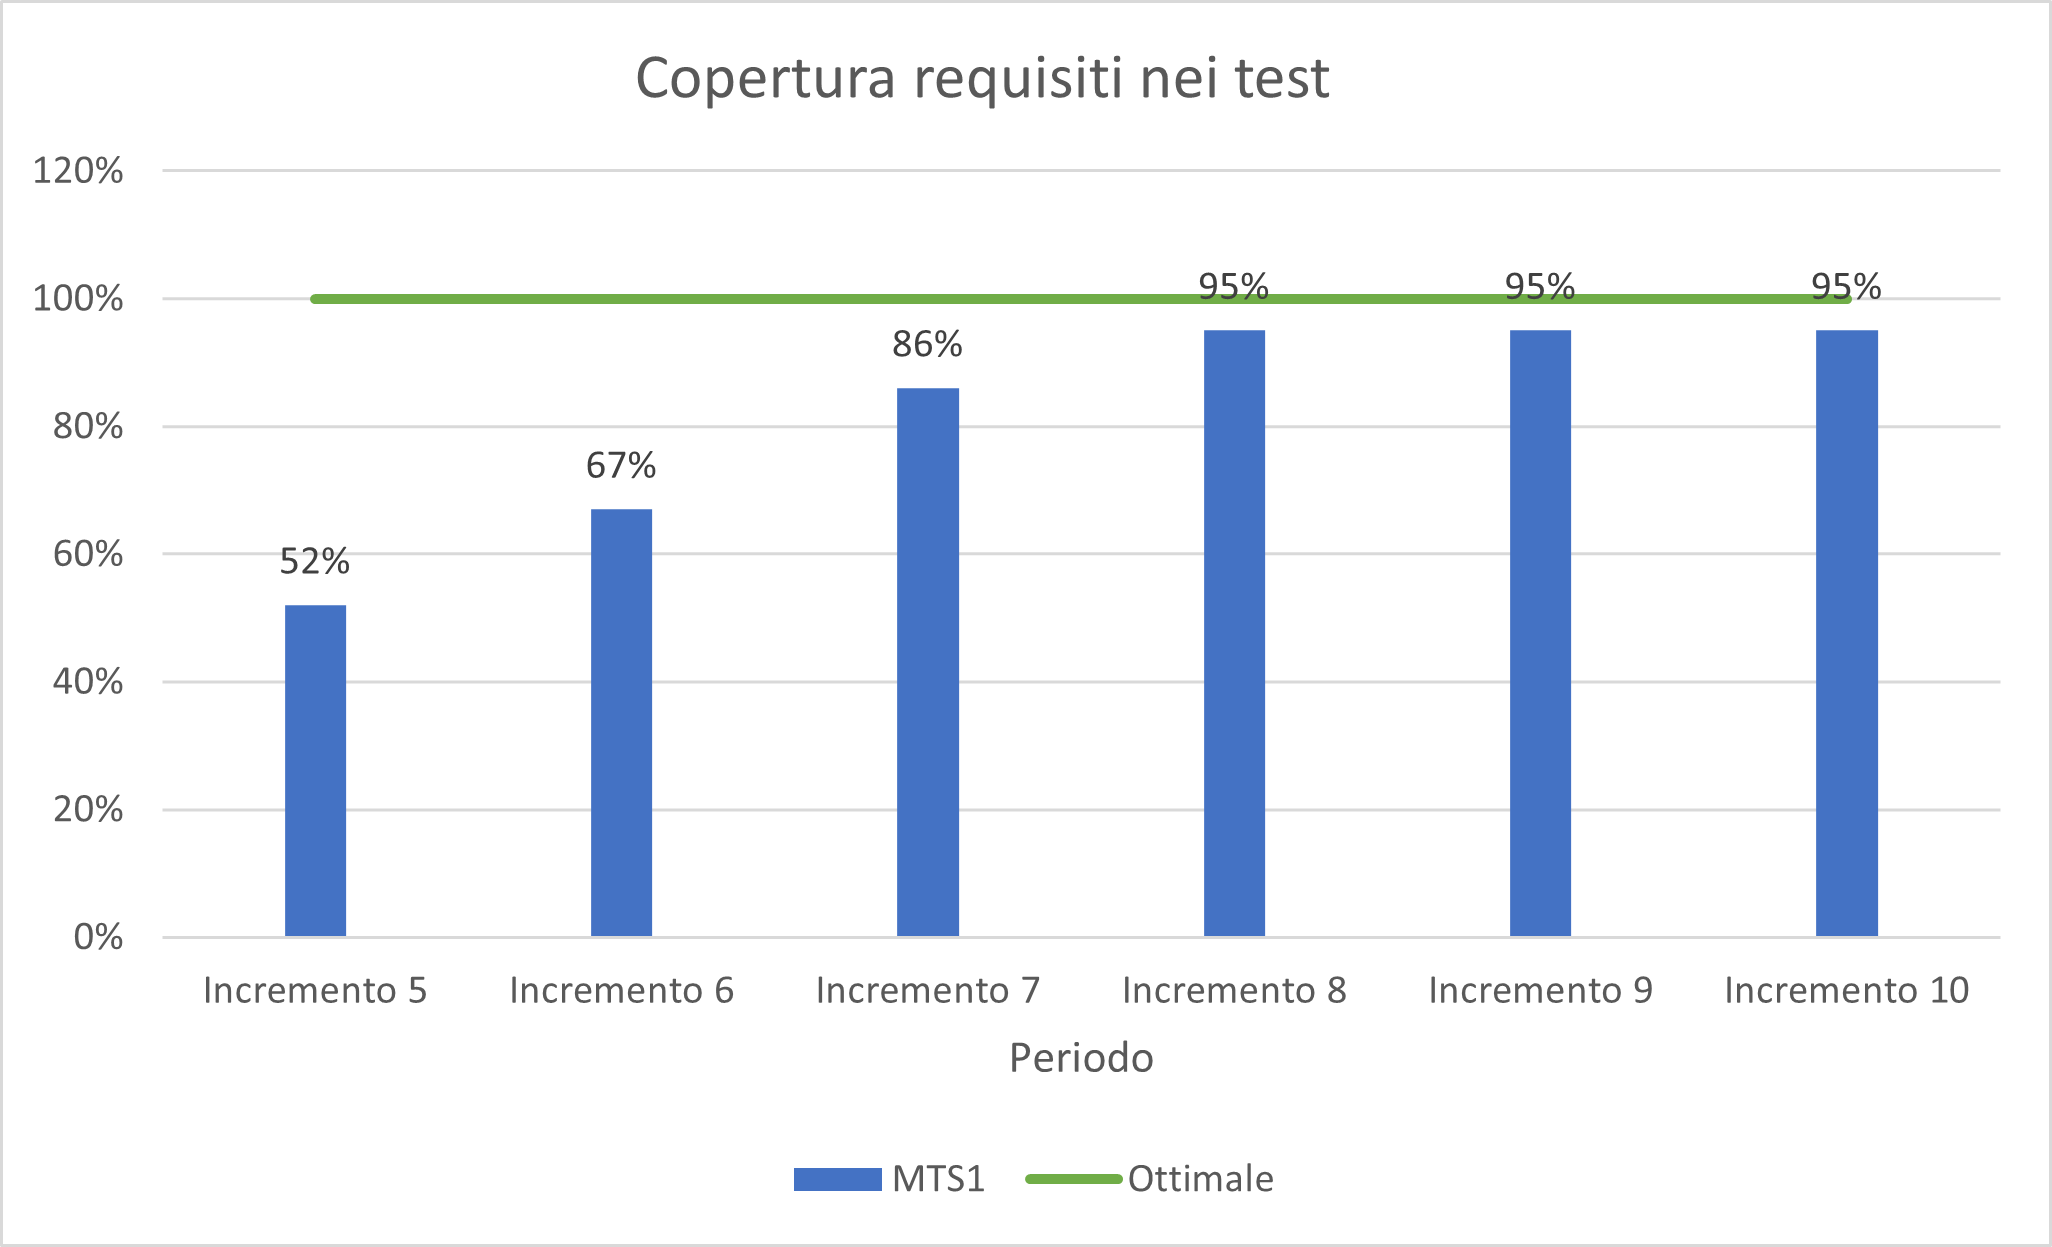 Copertura requisiti nei test
120%
100%
80%
60%
40%
20%
0%
52%
67%
86%
95%
95%
95%
Incremento 5
Incremento 6
Incremento 7
Incremento 8
Incremento 9
Incremento 10
Periodo
MTS1
Ottimale